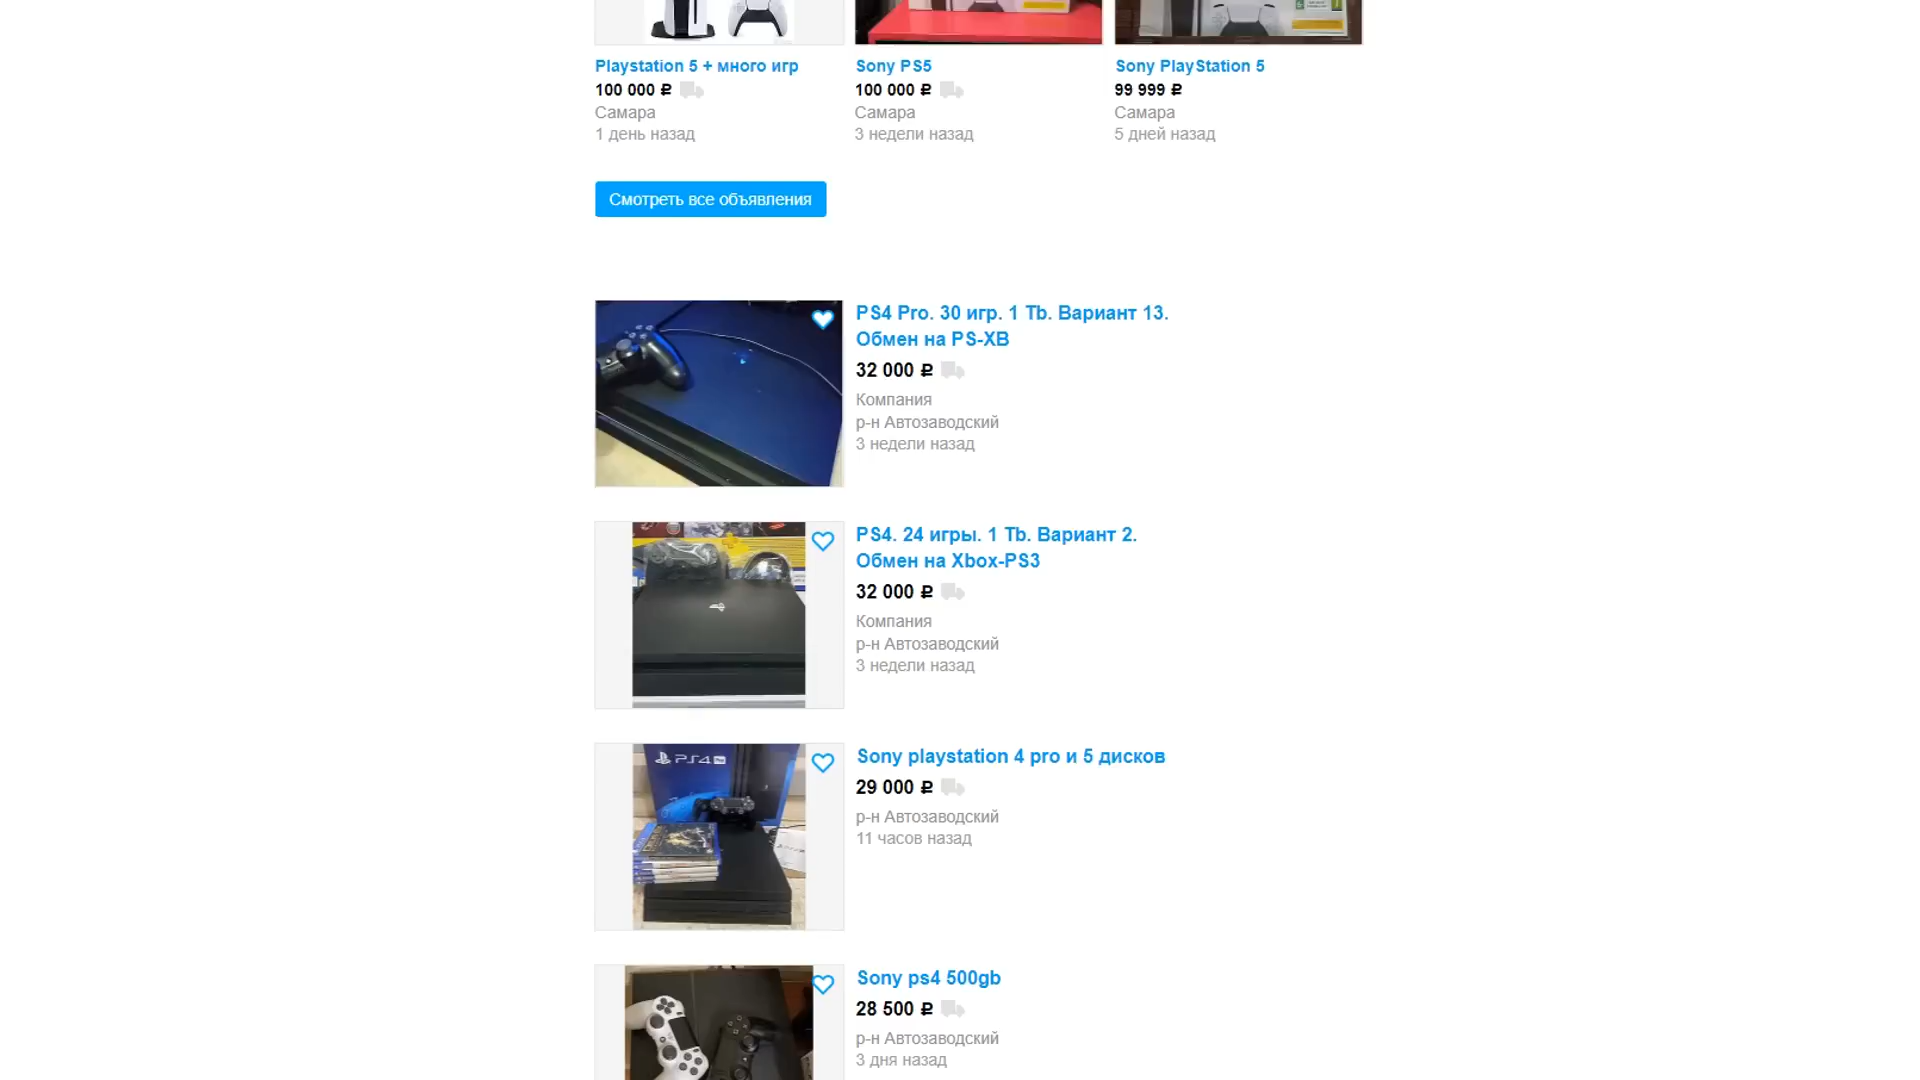 Playstation 5 + много игр
100 000 ₽
Самара
1 день назад
Sony PS5
100 000 ₽
Самара
3 недели назад
Sony PlayStation 5
99 999 ₽
Самара
5 дней назад
Смотреть все объявления
PS4 Pro. 30 игр. 1 Tb. Вариант 13.
Обмен на PS-XB
32 000 ₽
Компания
р-н Автозаводский
3 недели назад
PS4. 24 игры. 1 Tb. Вариант 2.
Обмен на Xbox-PS3
32 000 ₽
Компания
р-н Автозаводский
3 недели назад
PS4 PRO
Sony playstation 4 pro и 5 дисков
29 000 ₽
р-н Автозаводский
11 часов назад
Sony ps4 500gb
28 500 ₽
р-н Автозаводский
3 дня назад